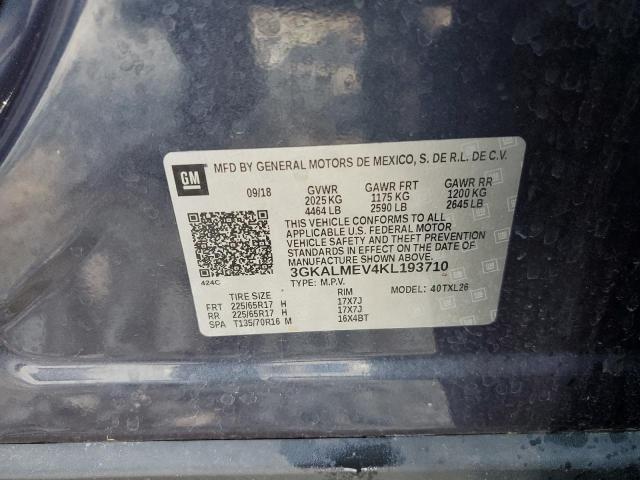 GM
MFD BY GENERAL MOTORS DE MEXICO, S. DE R.L. DE C.V.
09/18 GVWR GAWR FRT GAWR RR
2025 KG 1175 KG 1200 KG
4464 LB 2590 LB 2645 LB
THIS VEHICLE CONFORMS TO ALL
APPLICABLE U.S. FEDERAL MOTOR
VEHICLE SAFETY AND THEFT PREVENTION
STANDARDS IN EFFECT ON THE DATE OF
MANUFACTURE SHOWN ABOVE.
424C 3GKALMEV4KL193710
TYPE: M.P.V. MODEL: 40TXL26
TIRE SIZE RIM
FRT 225/65R17 H 17X7J
RR 225/65R17 H 17X7J
SPA T135/70R16 M 16X4BT